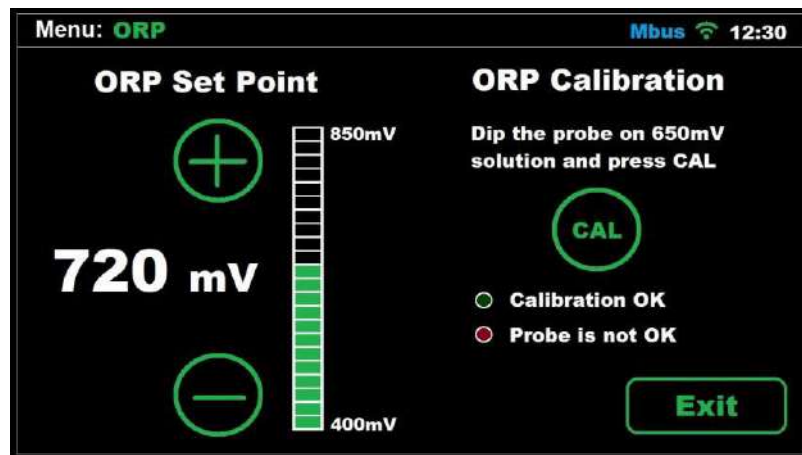 Menu: ORP
Mbus 12:30
ORP Set Point
850mV
720 mV
400mV
ORP Calibration
Dip the probe on 650mV
solution and press CAL
CAL
Calibration OK
Probe is not OK
Exit